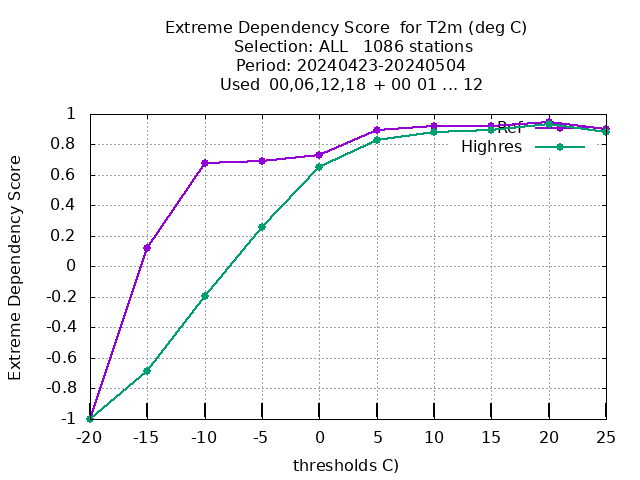 Extreme Dependency Score  for T2m (deg C)
Selection: ALL   1086 stations
Period: 20240423-20240504
Used  00,06,12,18  + 00 01 ... 12
Extreme Dependency Score
1
0.8
0.6
0.4
0.2
0
-0.2
-0.4
-0.6
-0.8
-1
Ref
Highres
-20 -15 -10 -5 0 5 10 15 20 25
thresholds C)